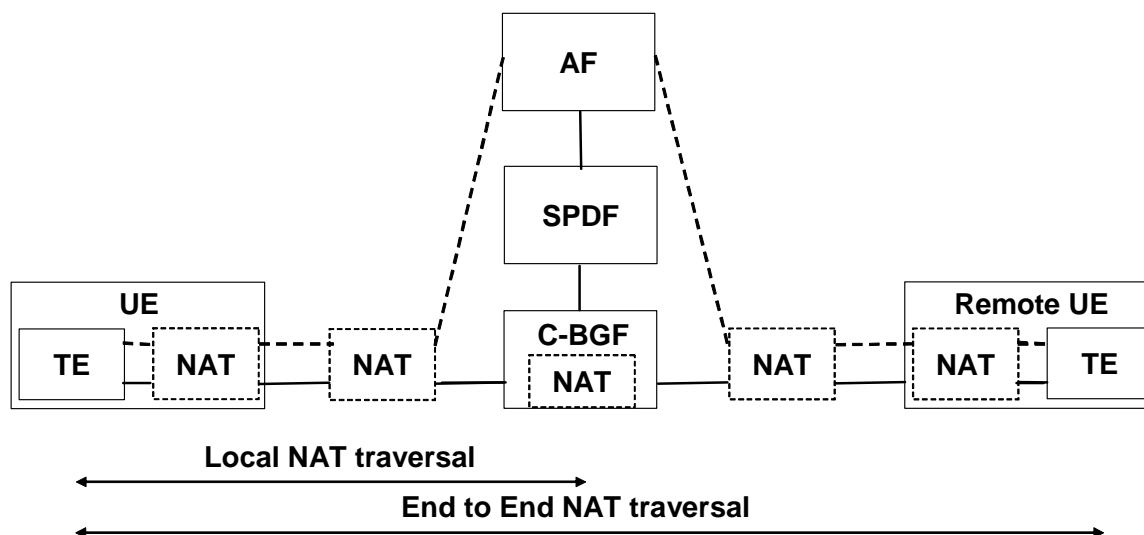 AF
SPDF
UE
C-BGF
Remote UE
TE
NAT
NAT
NAT
NAT
NAT
TE
Local NAT traversal
End to End NAT traversal